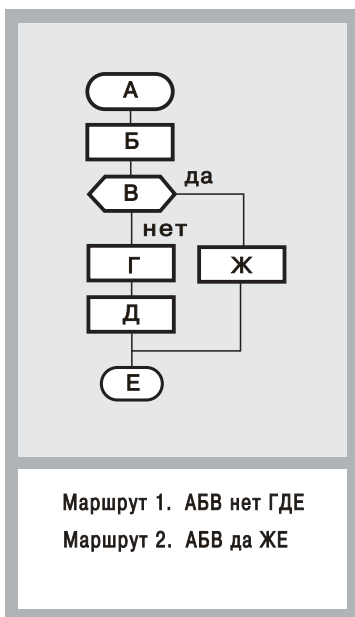 А
Б
да
В
нет
Г
Ж
Д
Е
Маршрут 1. АБВ нет ГДЕ
Маршрут 2. АБВ да ЖЕ